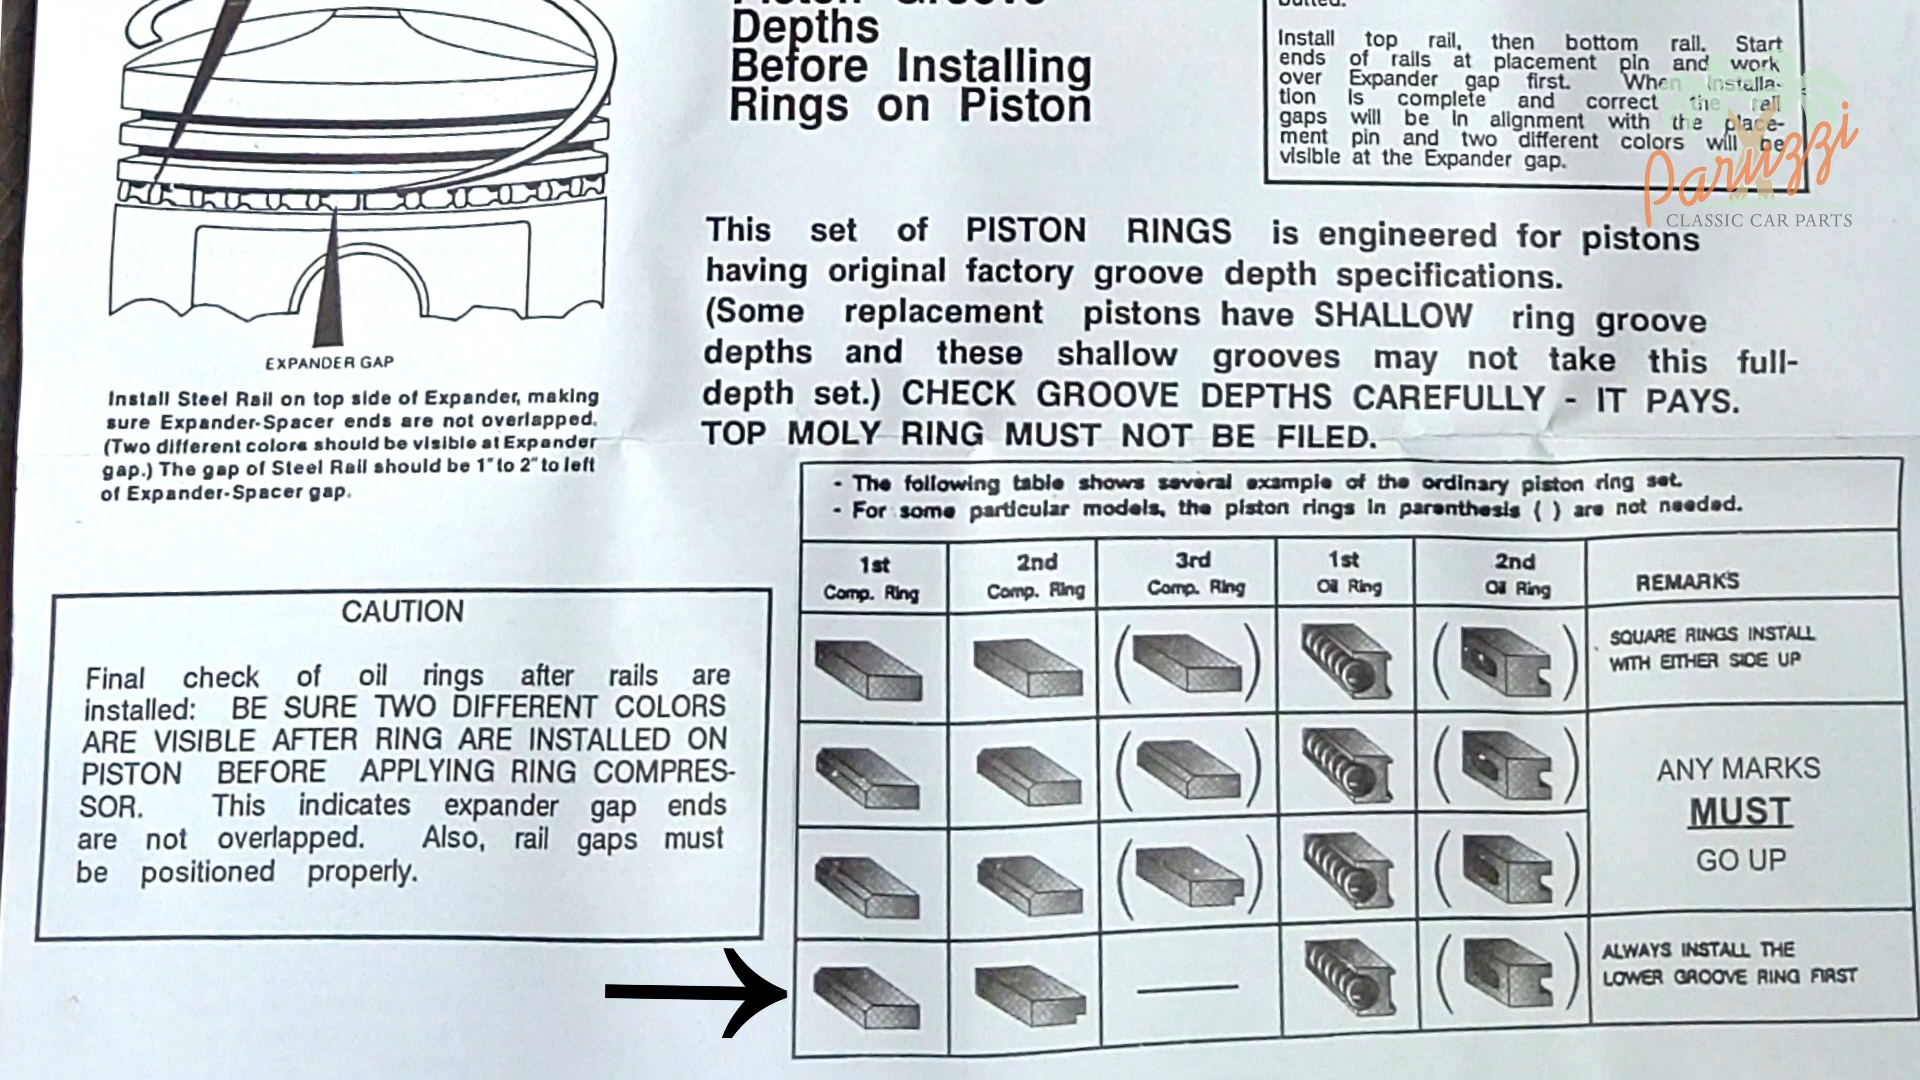 Depths
Before Installing
Rings on Piston
Install top rail, then bottom rail. Start
ends of rails at placement pin and work
over Expander gap first. When installa-
tion is complete and correct the rail
gaps will be in alignment with the place-
ment pin and two different colors will be
visible at the Expander gap.
Paruzzi
CLASSIC CAR PARTS
EXPANDER GAP
Install Steel Rail on top side of Expander, making
sure Expander-Spacer ends are not overlapped.
(Two different colors should be visible at Expander
gap.) The gap of Steel Rail should be 1" to 2" to left
of Expander-Spacer gap.
This set of PISTON RINGS is engineered for pistons
having original factory groove depth specifications.
(Some replacement pistons have SHALLOW ring groove
depths and these shallow grooves may not take this full-
depth set.) CHECK GROOVE DEPTHS CAREFULLY - IT PAYS.
TOP MOLY RING MUST NOT BE FILED.
CAUTION
Final check of oil rings after rails are
installed: BE SURE TWO DIFFERENT COLORS
ARE VISIBLE AFTER RING ARE INSTALLED ON
PISTON BEFORE APPLYING RING COMPRES-
SOR. This indicates expander gap ends
are not overlapped. Also, rail gaps must
be positioned properly.
- The following table shows several example of the ordinary piston ring set.
- For some particular models, the piston rings in parenthesis ( ) are not needed.
1st Comp. Ring
2nd Comp. Ring
3rd Comp. Ring
1st Oil Ring
2nd Oil Ring
REMARKS
SQUARE RINGS INSTALL
WITH EITHER SIDE UP
ANY MARKS
MUST
GO UP
ALWAYS INSTALL THE
LOWER GROOVE RING FIRST